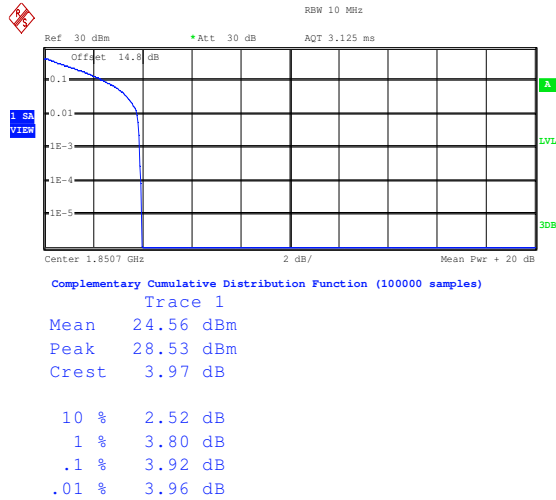 R/S
RBW 10 MHz
Ref 30 dBm *Att 30 dB AQT 3.125 ms
Offset 14.8 dB
0.1
0.01
1E-3
1E-4
1E-5
1 SA
VIEW
A
LVL
3DB
Center 1.8507 GHz 2 dB/ Mean Pwr + 20 dB
Complementary Cumulative Distribution Function (100000 samples)
Trace 1
Mean 24.56 dBm
Peak 28.53 dBm
Crest 3.97 dB
10 % 2.52 dB
1 % 3.80 dB
.1 % 3.92 dB
.01 % 3.96 dB